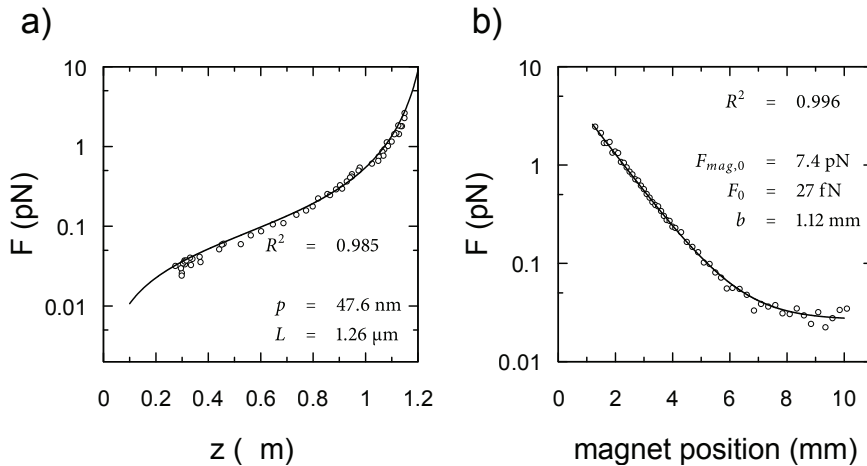 a)
10
1
0.1
0.01
F (pN)
R² = 0.985
p = 47.6 nm
L = 1.26 µm
0 0.2 0.4 0.6 0.8 1 1.2
z ( m)
b)
10
1
0.1
0.01
F (pN)
R² = 0.996
Fmag,0 = 7.4 pN
F0 = 27 fN
b = 1.12 mm
0 2 4 6 8 10
magnet position (mm)